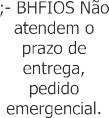 ;- BHFIOS Não
atendem o
prazo de
entrega,
pedido
emergencial.